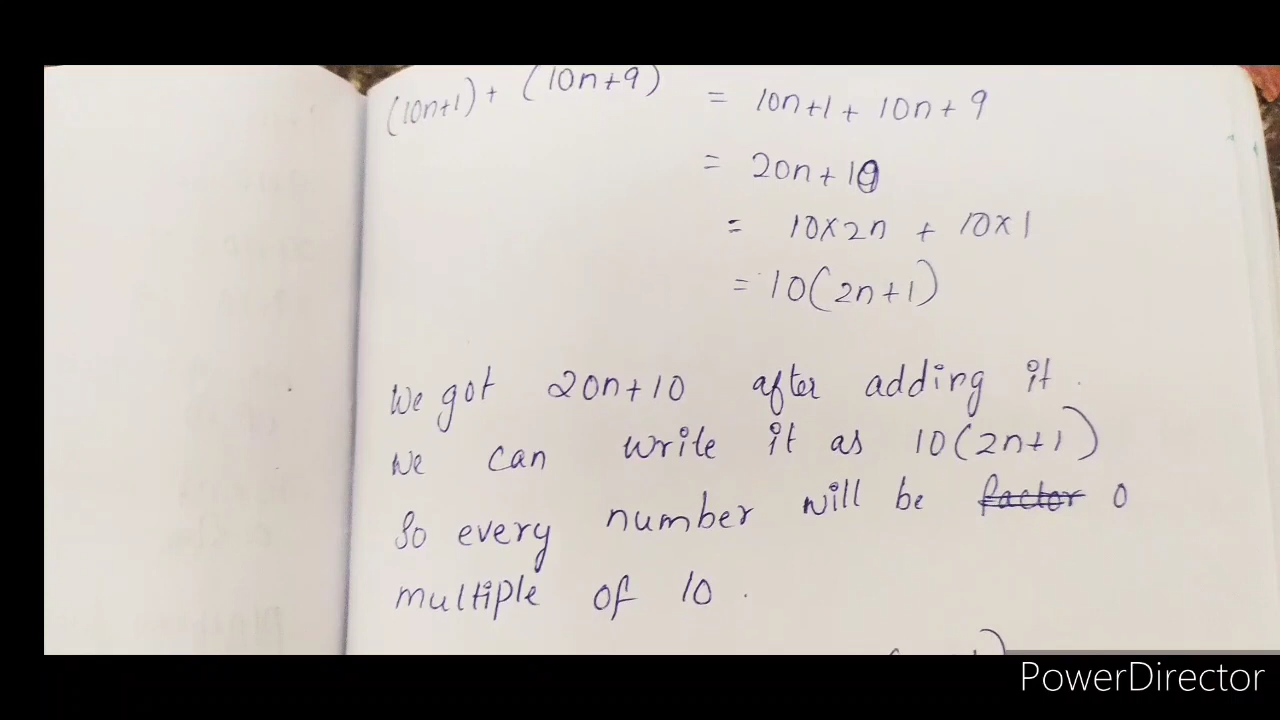 (10n+1) + (10n+9) = 10n+1 + 10n+9
= 20n+10
= 10×2n + 10×1
= 10(2n+1)
We got 20n+10 after adding it.
We can write it as 10(2n+1)
So every number will be factor o
multiple of 10.
PowerDirector